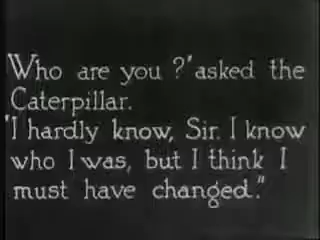 Who are you ?' asked the
Caterpillar.
'I hardly know, Sir. I know
who I was, but I think I
must have changed."